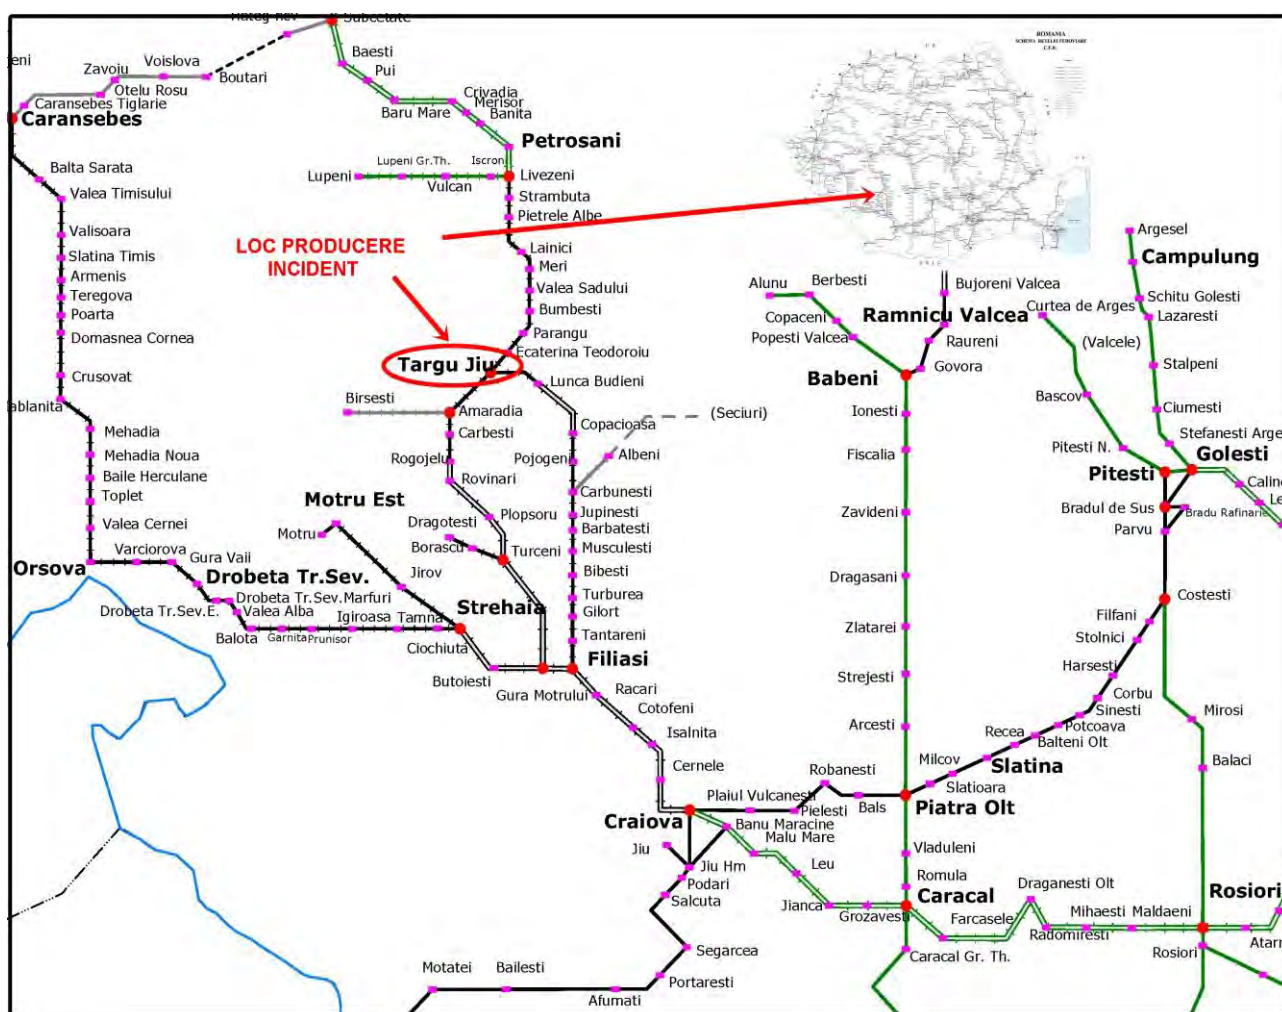 Subcetate
Baesti
Pui
Baru Mare
Crivadia
Merisor
Banita
Petrosani
Livezeni
Iscroni
Lupeni Gr.Th.
Vulcan
Lupeni
Strambuta
Pietrele Albe
Lainici
Meri
Valea Sadului
Bumbesti
Parangu
Ecaterina Teodoroiu
LOC PRODUCERE
INCIDENT
Targu Jiu
Voislova
Zavoiu
Boutari
Otelu Rosu
Caransebes Tiglarie
Caransebes
Balta Sarata
Valea Timisului
Valisoara
Slatina Timis
Armenis
Teregova
Poarta
Domasnea Cornea
Crusovat
ablanita
Mehadia
Mehadia Noua
Baile Herculane
Toplet
Valea Cernei
Orsova
Varciorova
Gura Vaii
Drobeta Tr.Sev.
Drobeta Tr.Sev.Marfuri
Drobeta Tr.Sev.E.
Valea Alba
Balota
Garnita
Prunisor
Igiroasa
Tamna
Ciochiuta
Strehaia
Jirov
Motru Est
Motru
Butoiesti
Gura Motrului
Filiasi
Birsesti
Amaradia
Carbesti
Rogojelu
Rovinari
Plopsoru
Dragotesti
Borascu
Turceni
Lunca Budieni
Copacioasa
Pojogeni
(Seciuri)
Albeni
Carbunesti
Jupinesti
Barbatesti
Musculesti
Bibesti
Turburea
Gilort
Tantareni
Racari
Cotofeni
Isalnita
Cernele
Craiova
Plaiul Vulcanesti
Pielesti
Robanesti
Bals
Piatra Olt
Banu Maracine
Malu Mare
Leu
Jianca
Grozavesti
Caracal
Jiu
Jiu Hm
Podari
Salcuta
Segarcea
Portaresti
Afumati
Bailesti
Motatei
ROMANIA
SCHEMA RETELEI FEROVIARE
C.F.R.
Alunu
Berbesti
Copaceni
Popesti Valcea
Bujoreni Valcea
Ramnicu Valcea
Raureni
Govora
Babeni
Ionesti
Fiscalia
Zavideni
Dragasani
Zlatarei
Strejesti
Arcesti
Vladuleni
Romula
Caracal Gr. Th.
Farcasele
Draganesti Olt
Radomiresti
Mihaesti
Maldaeni
Rosiori
Rosiori
Atarn
Milcov
Slatioara
Slatina
Recea
Balteni Olt
Potcoava
Sinesti
Corbu
Harsesti
Stolnici
Filfani
Costesti
Mirosi
Balaci
Argesel
Campulung
Schitu Golesti
Lazaresti
Stalpeni
Ciumesti
Stefanesti Arge
Golesti
Curtea de Arges
(Valcele)
Bascov
Pitesti N.
Pitesti
Bradul de Sus
Bradu Rafinarie
Parvu
Caline
Le